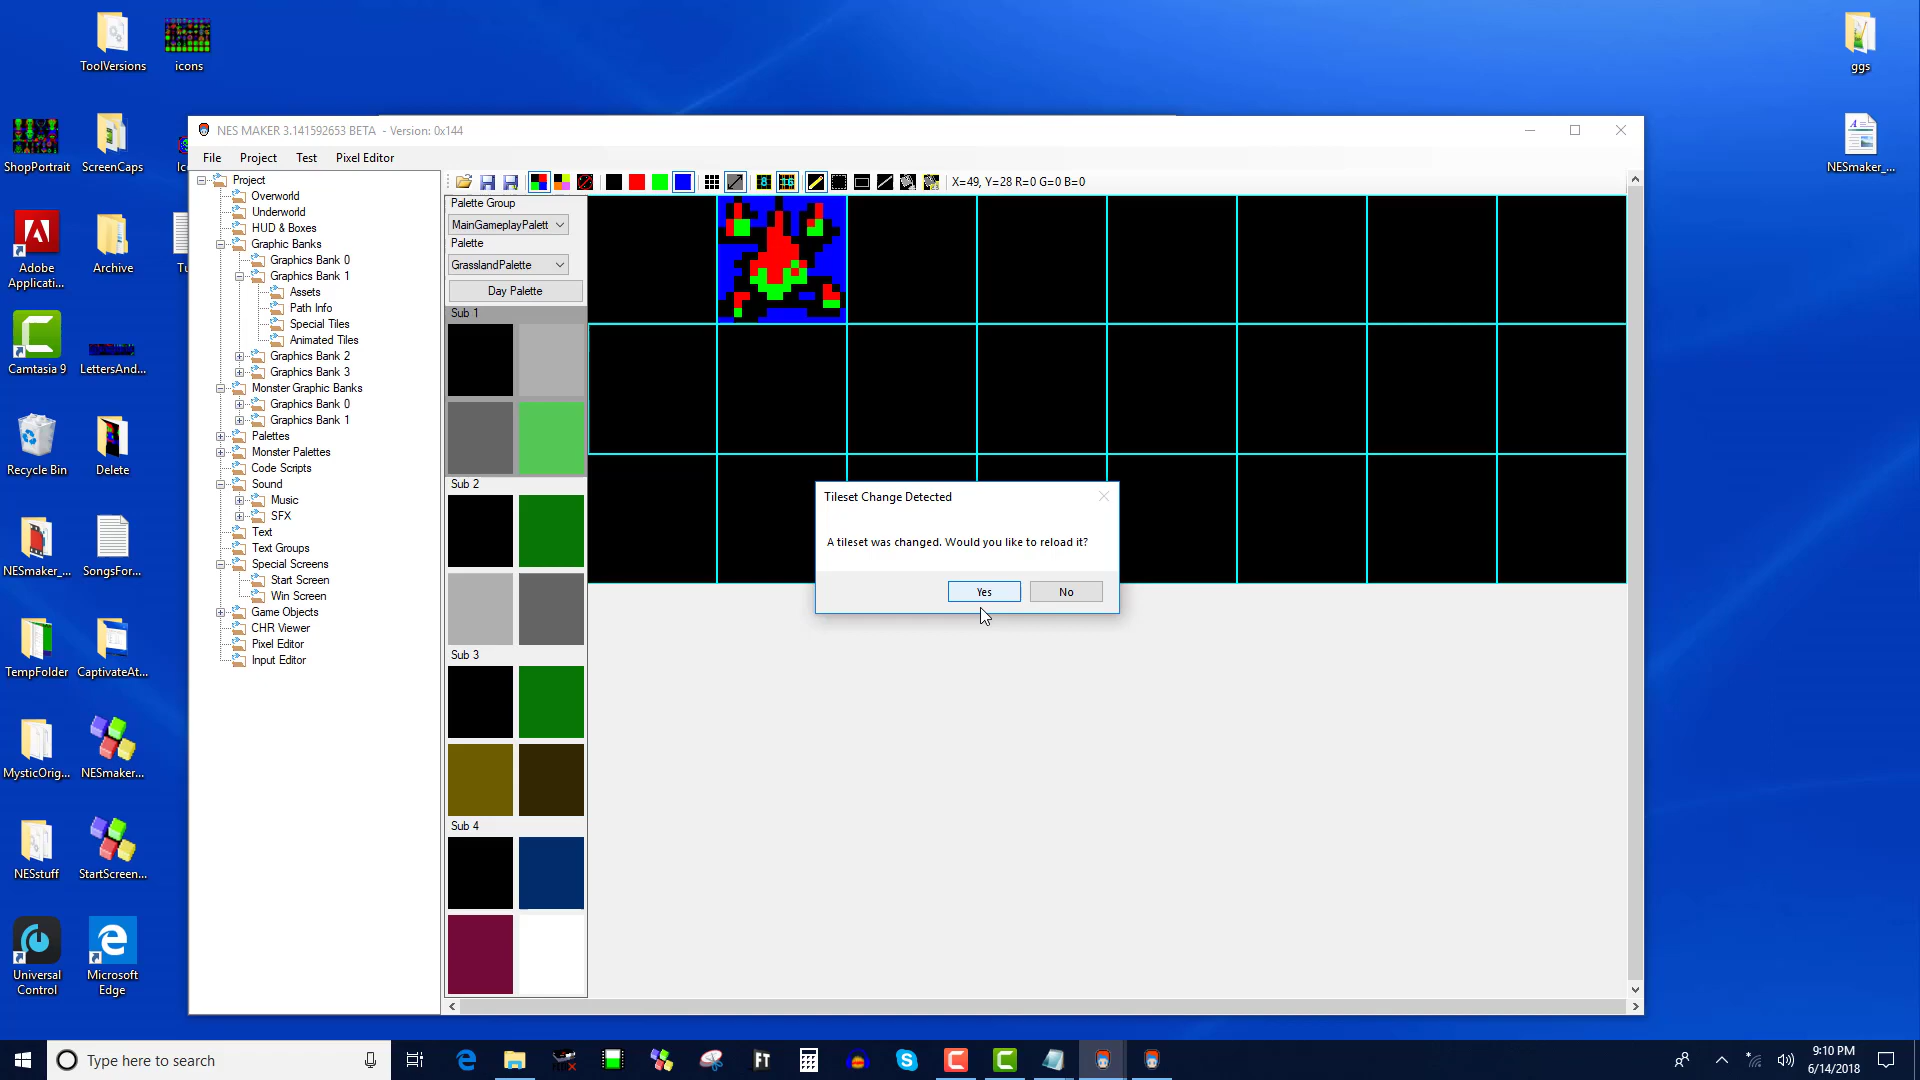 ToolVersions
icons
ggs
ShopPortrait
ScreenCaps
NESmaker_...
Adobe
Applicati...
Archive
Camtasia 9
LettersAnd...
Recycle Bin
Delete
NESmaker_...
SongsFor...
TempFolder
CaptivateAt...
MysticOrig...
NESmaker...
NESstuff
StartScreen...
Universal
Control
Microsoft
Edge
NES MAKER 3.141592653 BETA - Version: 0x144
File Project Test Pixel Editor
Project
Overworld
Underworld
HUD & Boxes
Graphic Banks
Graphics Bank 0
Graphics Bank 1
Assets
Path Info
Special Tiles
Animated Tiles
Graphics Bank 2
Graphics Bank 3
Monster Graphic Banks
Graphics Bank 0
Graphics Bank 1
Palettes
Monster Palettes
Code Scripts
Sound
Music
SFX
Text
Text Groups
Special Screens
Start Screen
Win Screen
Game Objects
CHR Viewer
Pixel Editor
Input Editor
8 16 X=49, Y=28 R=0 G=0 B=0
Palette Group
MainGameplayPalett
Palette
GrasslandPalette
Day Palette
Sub 1
Sub 2
Sub 3
Sub 4
Tileset Change Detected
A tileset was changed. Would you like to reload it?
Yes No
Type here to search
FT
9:10 PM
6/14/2018